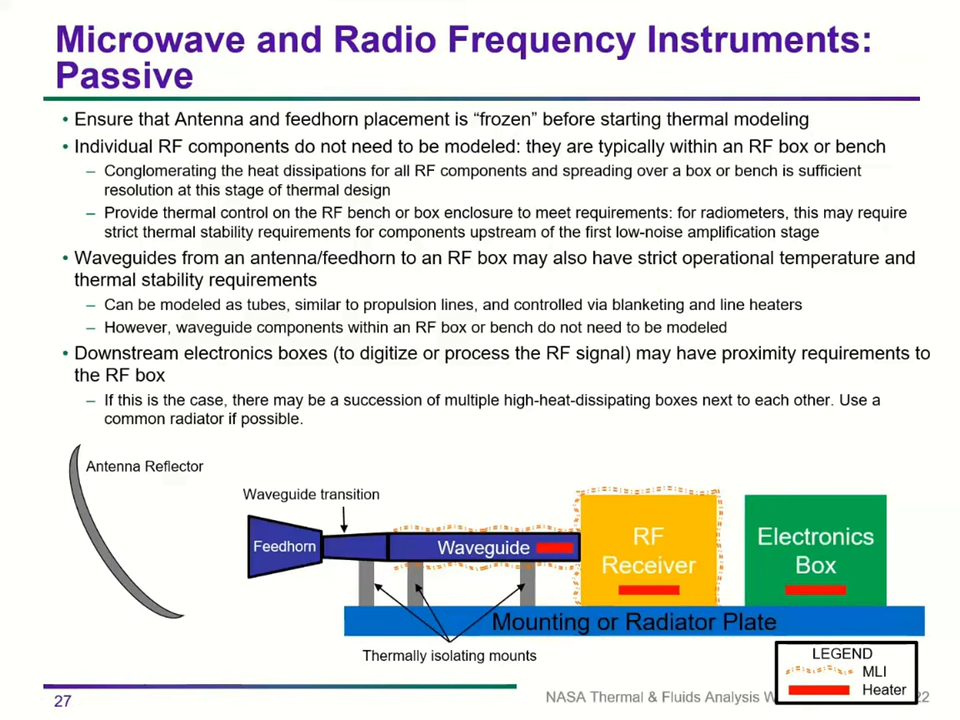 Microwave and Radio Frequency Instruments:
Passive
• Ensure that Antenna and feedhorn placement is “frozen” before starting thermal modeling
• Individual RF components do not need to be modeled: they are typically within an RF box or bench
– Conglomerating the heat dissipations for all RF components and spreading over a box or bench is sufficient
resolution at this stage of thermal design
– Provide thermal control on the RF bench or box enclosure to meet requirements: for radiometers, this may require
strict thermal stability requirements for components upstream of the first low-noise amplification stage
• Waveguides from an antenna/feedhorn to an RF box may also have strict operational temperature and
thermal stability requirements
– Can be modeled as tubes, similar to propulsion lines, and controlled via blanketing and line heaters
– However, waveguide components within an RF box or bench do not need to be modeled
• Downstream electronics boxes (to digitize or process the RF signal) may have proximity requirements to
the RF box
– If this is the case, there may be a succession of multiple high-heat-dissipating boxes next to each other. Use a
common radiator if possible.
Antenna Reflector
Waveguide transition
Feedhorn
Waveguide
RF
Receiver
Electronics
Box
Mounting or Radiator Plate
Thermally isolating mounts
LEGEND
MLI
Heater
27
NASA Thermal & Fluids Analysis W
22